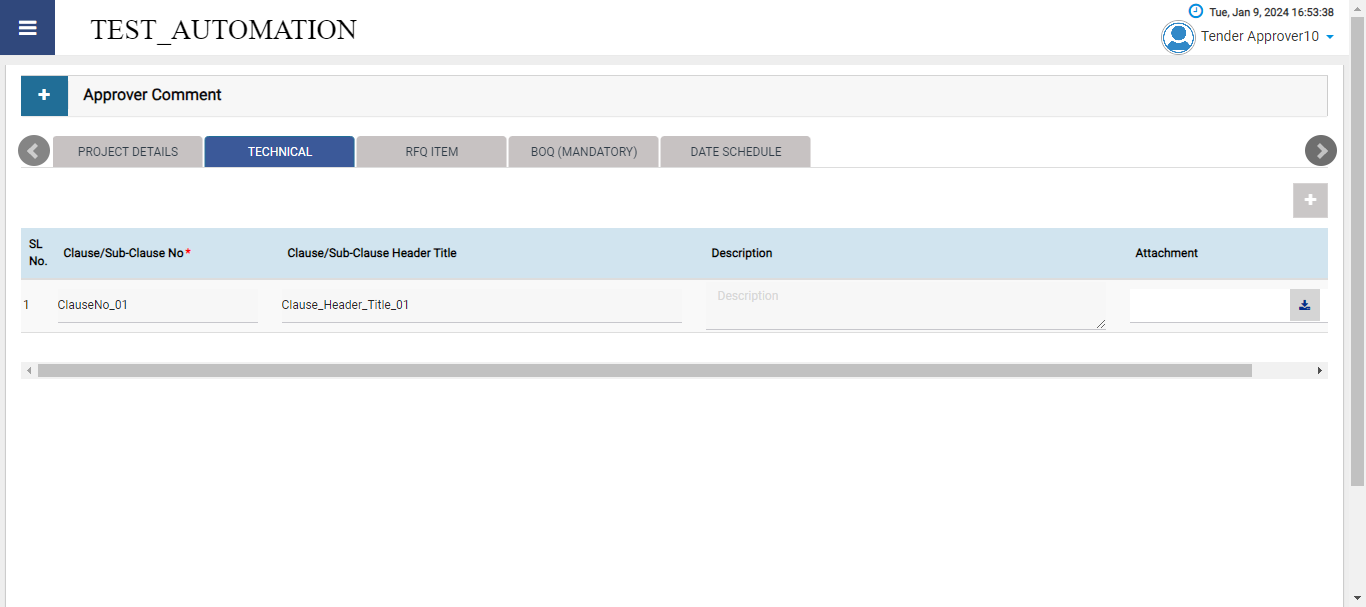 TEST_AUTOMATION
Tue, Jan 9, 2024 16:53:38
Tender Approver10
Approver Comment
PROJECT DETAILS TECHNICAL RFQ ITEM BOQ (MANDATORY) DATE SCHEDULE
SL No. Clause/Sub-Clause No* Clause/Sub-Clause Header Title Description Attachment
1 ClauseNo_01 Clause_Header_Title_01 Description